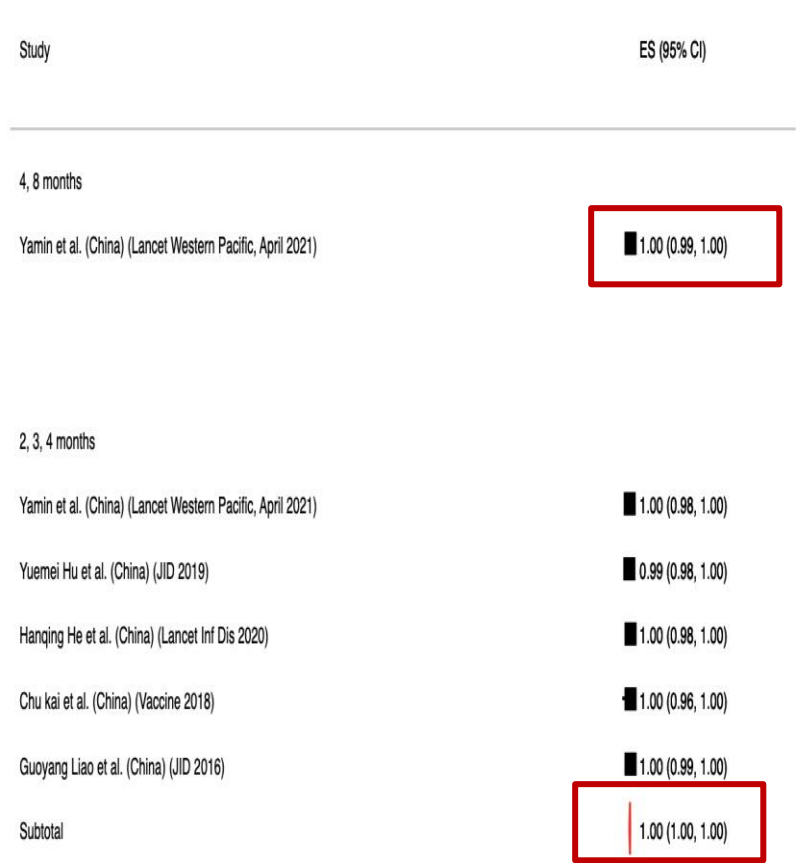 Study ES (95% CI)
4, 8 months
Yamin et al. (China) (Lancet Western Pacific, April 2021) 1.00 (0.99, 1.00)
2, 3, 4 months
Yamin et al. (China) (Lancet Western Pacific, April 2021) 1.00 (0.98, 1.00)
Yuemei Hu et al. (China) (JID 2019) 0.99 (0.98, 1.00)
Hanqing He et al. (China) (Lancet Inf Dis 2020) 1.00 (0.98, 1.00)
Chu kai et al. (China) (Vaccine 2018) 1.00 (0.96, 1.00)
Guoyang Liao et al. (China) (JID 2016) 1.00 (0.99, 1.00)
Subtotal 1.00 (1.00, 1.00)